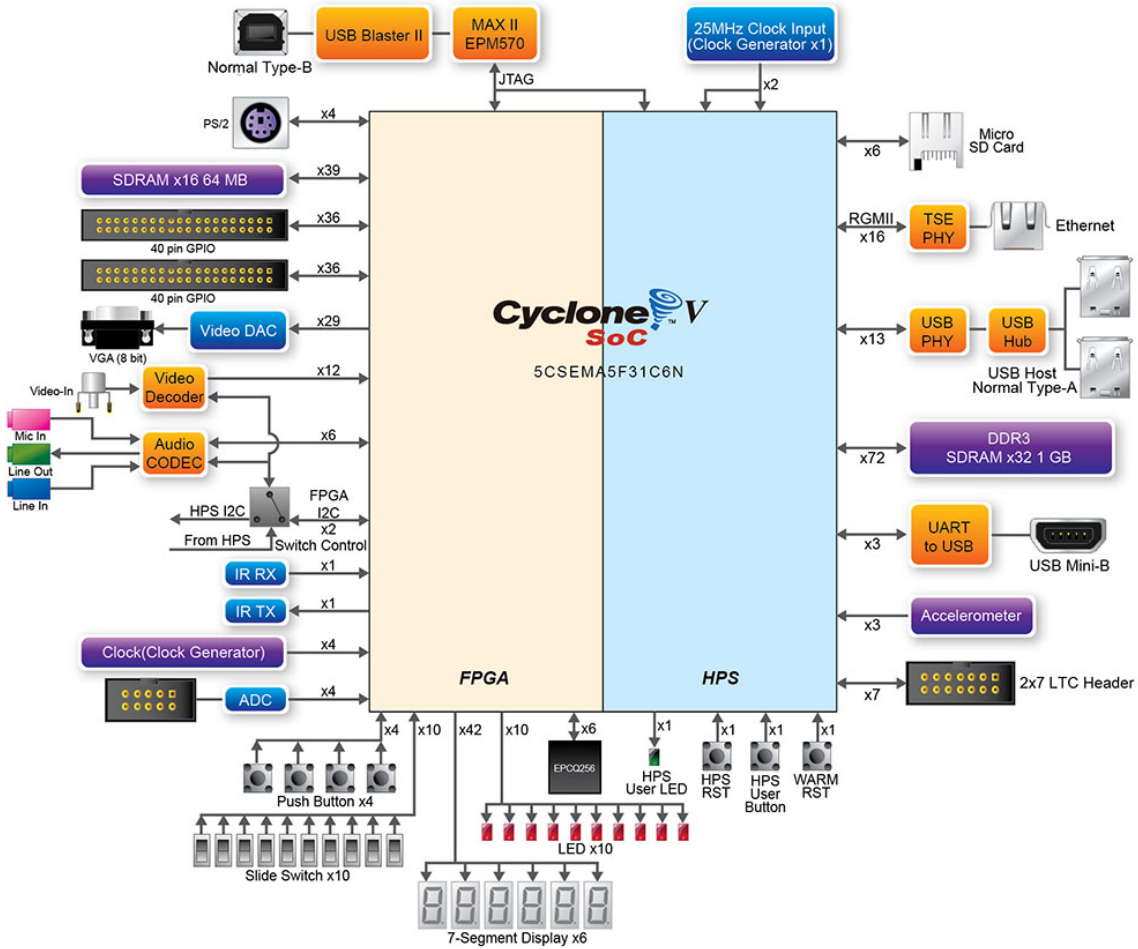 Normal Type-B
USB Blaster II
MAX II
EPM570
25MHz Clock Input
(Clock Generator x1)
JTAG
x2
PS/2
x4
SDRAM x16 64 MB
x39
x36
40 pin GPIO
x36
40 pin GPIO
VGA (8 bit)
Video DAC
x29
Video-In
Video
Decoder
x12
Mic In
Line Out
Line In
Audio
CODEC
x6
HPS I2C
From HPS
FPGA
I2C
x2
Switch Control
IR RX
x1
IR TX
x1
Clock(Clock Generator)
x4
ADC
x4
Cyclone V
SoC
TM
5CSEMA5F31C6N
FPGA
HPS
x6
Micro
SD Card
RGMII
x16
TSE
PHY
Ethernet
x13
USB
PHY
USB
Hub
USB Host
Normal Type-A
x72
DDR3
SDRAM x32 1 GB
x3
UART
to USB
USB Mini-B
x3
Accelerometer
x7
2x7 LTC Header
x4
x10
x42
x10
x6
x1
x1
x1
x1
Push Button x4
Slide Switch x10
EPCQ256
HPS
User LED
HPS
RST
HPS
User
Button
WARM
RST
LED x10
7-Segment Display x6